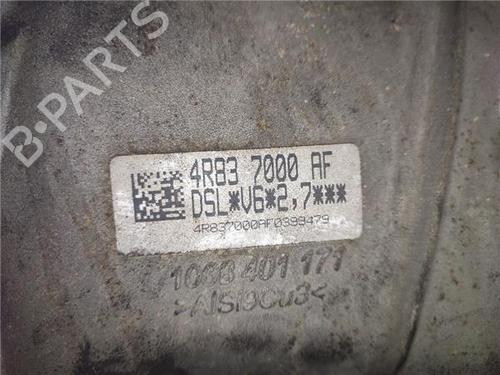 B-PARTS
4R83 7000 AF
DSL*V6*2,7***
4R837000AF0399479
1068 401 171
>AlSi9Cu3<